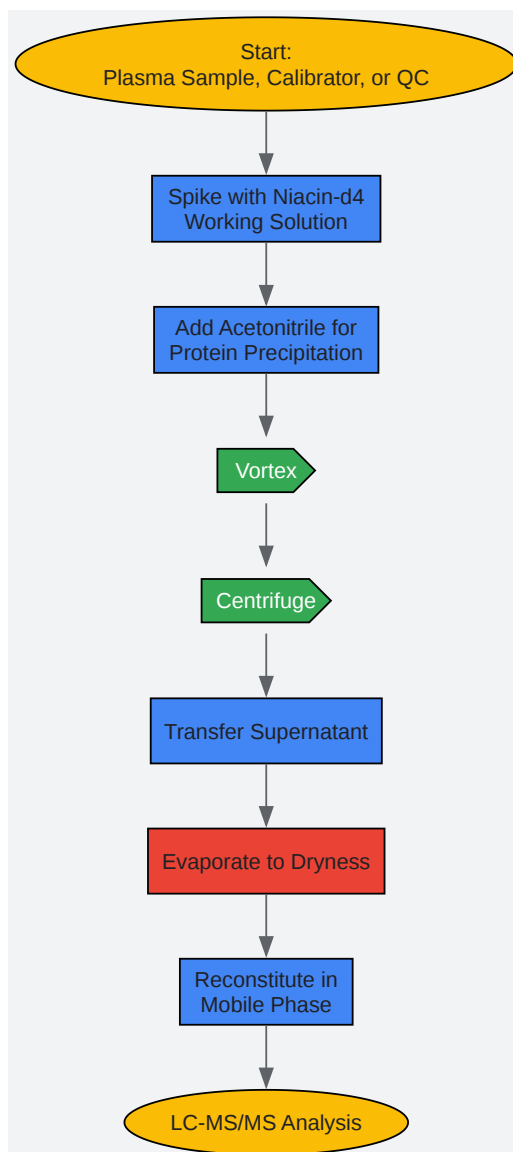 Start:
Plasma Sample, Calibrator, or QC
Spike with Niacin-d4
Working Solution
Add Acetonitrile for
Protein Precipitation
Vortex
Centrifuge
Transfer Supernatant
Evaporate to Dryness
Reconstitute in
Mobile Phase
LC-MS/MS Analysis